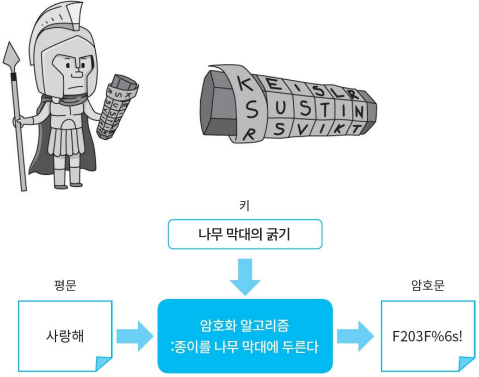 K E I S L R
S U S T I N
R S V I K T
키
나무 막대의 굵기
평문
암호문
사랑해
암호화 알고리즘
:종이를 나무 막대에 두른다
F203F%6s!